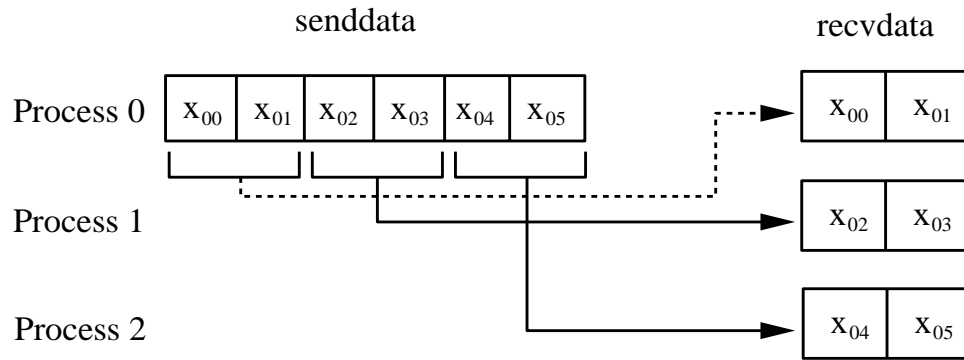 senddata recvdata
Process 0 x₀₀ x₀₁ x₀₂ x₀₃ x₀₄ x₀₅ x₀₀ x₀₁
Process 1 x₀₂ x₀₃
Process 2 x₀₄ x₀₅